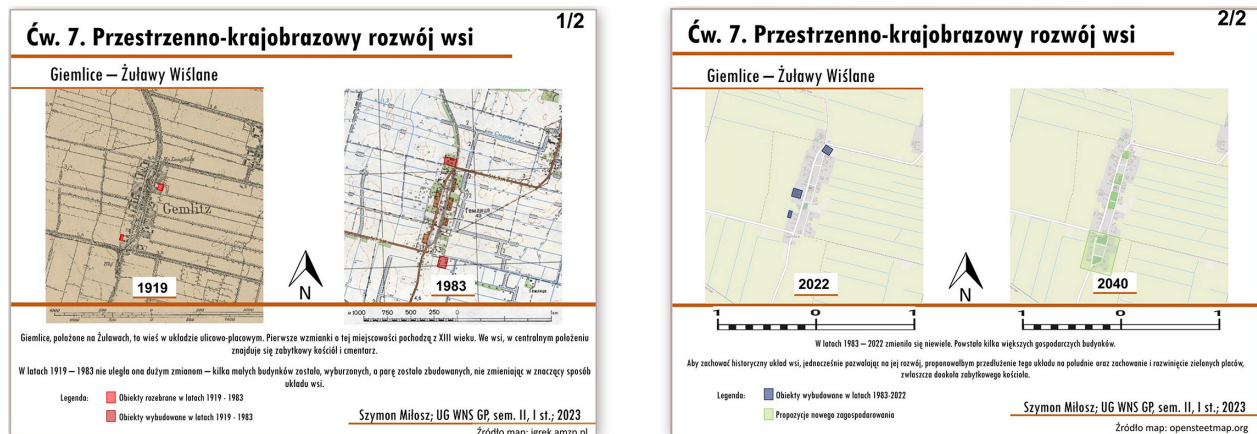 1/2
Ćw. 7. Przestrzenno-krajobrazowy rozwój wsi
Giemlice – Żuławy Wiślane
Gemlitz
1919
N
1983
1000 750 500 250 0 1km
Giemlice, położone na Żuławach, to wieś w układzie ulicowo-placowym. Pierwsze wzmianki o tej miejscowości pochodzą z XIII wieku. We wsi, w centralnym położeniu
znajduje się zabytkowy kościół i cmentarz.
W latach 1919 – 1983 nie uległa ona dużym zmianom – kilka małych budynków zostało, wyburzonych, a parę zostało zbudowanych, nie zmieniając w znaczący sposób
układu wsi.
Legenda:
Obiekty rozebrane w latach 1919 - 1983
Obiekty wybudowane w latach 1919 - 1983
Szymon Miłosz; UG WNS GP, sem. II, I st.; 2023
Źródło map: igrek.amzp.pl
2/2
Ćw. 7. Przestrzenno-krajobrazowy rozwój wsi
Giemlice – Żuławy Wiślane
2022
N
2040
1 0 1
1 0 1
W latach 1983 – 2022 zmieniło się niewiele. Powstało kilka większych gospodarczych budynków.
Aby zachować historyczny układ wsi, jednocześnie pozwalając na jej rozwój, proponowałbym przedłużenie tego układu na południe oraz zachowanie i rozwinięcie zielonych placów,
zwłaszcza dookoła zabytkowego kościoła.
Legenda:
Obiekty wybudowane w latach 1983-2022
Propozycje nowego zagospodarowania
Szymon Miłosz; UG WNS GP, sem. II, I st.; 2023
Źródło map: opensteetmap.org